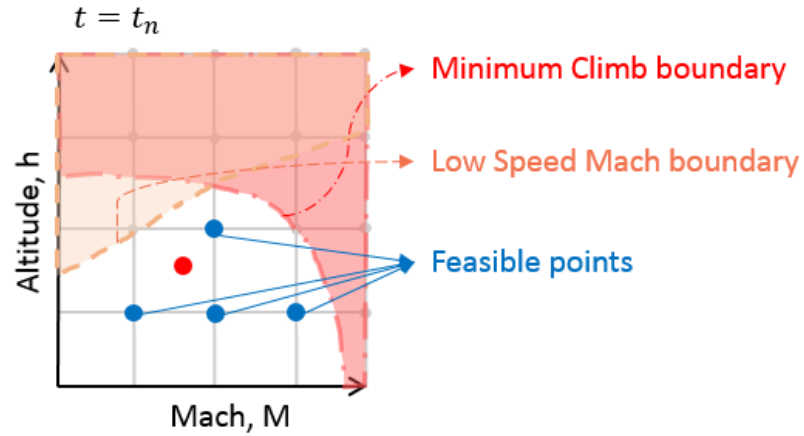 t = tₙ
Minimum Climb boundary
Low Speed Mach boundary
Feasible points
Altitude, h
Mach, M